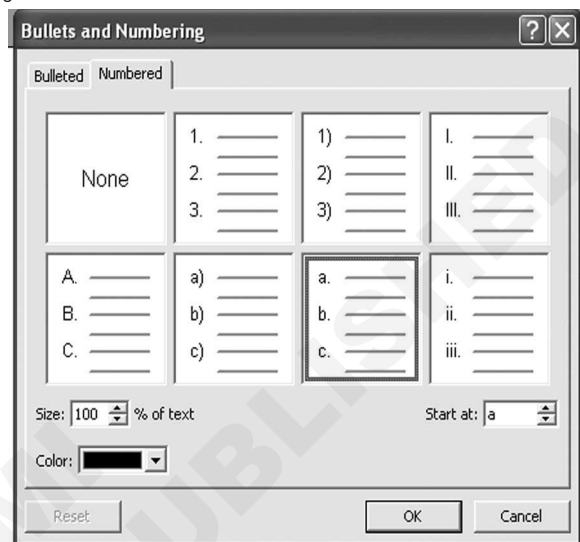 Bullets and Numbering
Bulleted Numbered
None
1.
2.
3.
1)
2)
3)
I.
II.
III.
A.
B.
C.
a)
b)
c)
a.
b.
c.
i.
ii.
iii.
Size: 100 % of text
Start at: a
Color:
Reset
OK
Cancel